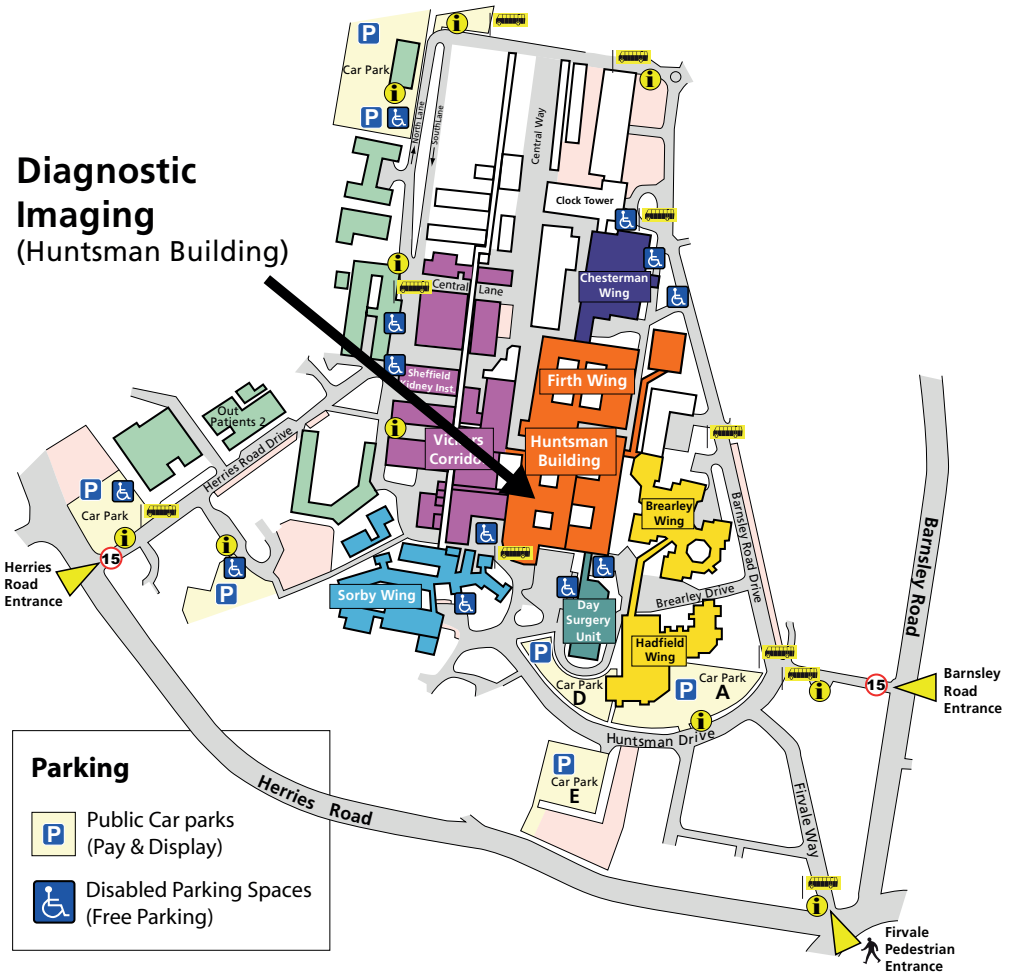 P
Car Park
P
North Lane
SouthLane
Central Way
Diagnostic
Imaging
(Huntsman Building)
Clock Tower
Chesterman
Wing
Central Lane
Sheffield
Kidney Inst.
Firth Wing
Out
Patients 2
Herries Road Drive
Vickers
Corridor
Huntsman
Building
P
Car Park
i
15
Herries
Road
Entrance
P
Brearley
Wing
Barnsley Road Drive
Barnsley Road
Sorby Wing
Brearley Drive
Day
Surgery
Unit
Hadfield
Wing
P
Car Park
D
P
Car Park
A
15
Barnsley
Road
Entrance
Huntsman Drive
P
Car Park
E
Firvale Way
Herries Road
Parking
P
Public Car parks
(Pay & Display)
Disabled Parking Spaces
(Free Parking)
Firvale
Pedestrian
Entrance